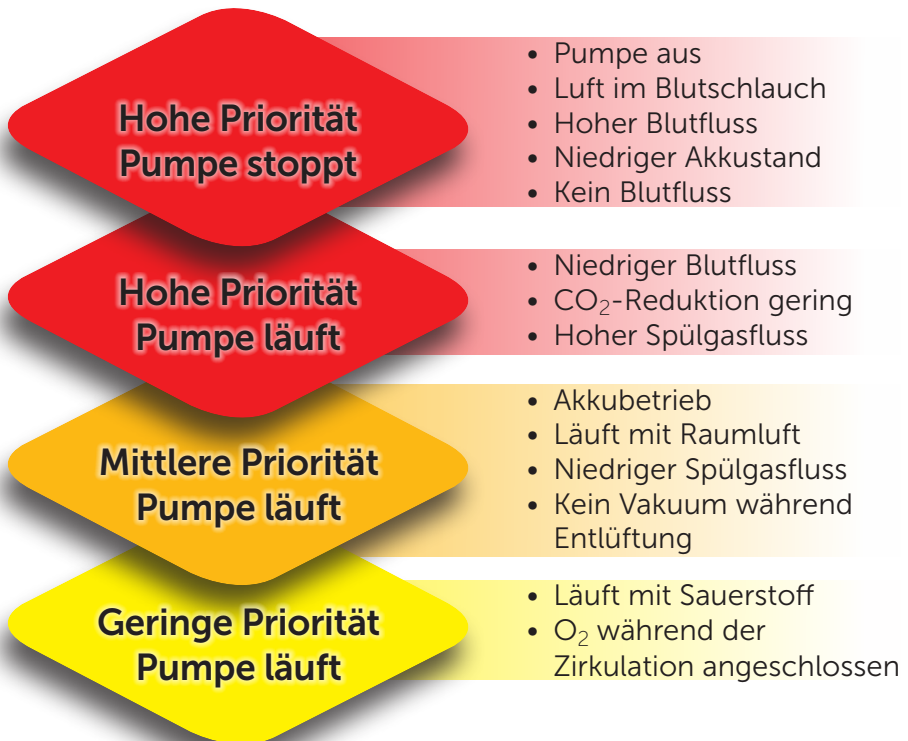 Hohe Priorität
Pumpe stoppt
• Pumpe aus
• Luft im Blutschlauch
• Hoher Blutfluss
• Niedriger Akkustand
• Kein Blutfluss
Hohe Priorität
Pumpe läuft
• Niedriger Blutfluss
• CO₂-Reduktion gering
• Hoher Spülgasfluss
Mittlere Priorität
Pumpe läuft
• Akkubetrieb
• Läuft mit Raumluft
• Niedriger Spülgasfluss
• Kein Vakuum während
Entlüftung
Geringe Priorität
Pumpe läuft
• Läuft mit Sauerstoff
• O₂ während der
Zirkulation angeschlossen